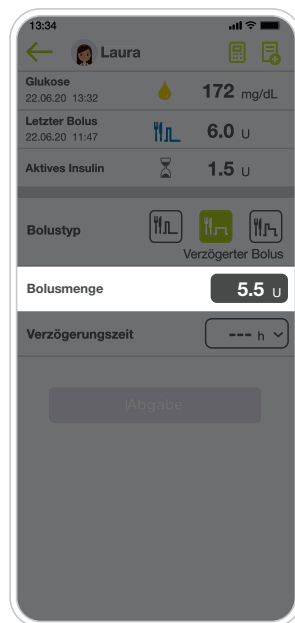 13:34
Laura
Glukose
22.06.20 13:32
172 mg/dL
Letzter Bolus
22.06.20 11:47
6.0 U
Aktives Insulin
1.5 U
Bolustyp
Verzögerter Bolus
Bolusmenge
5.5 U
Verzögerungszeit
--- h
Abgabe